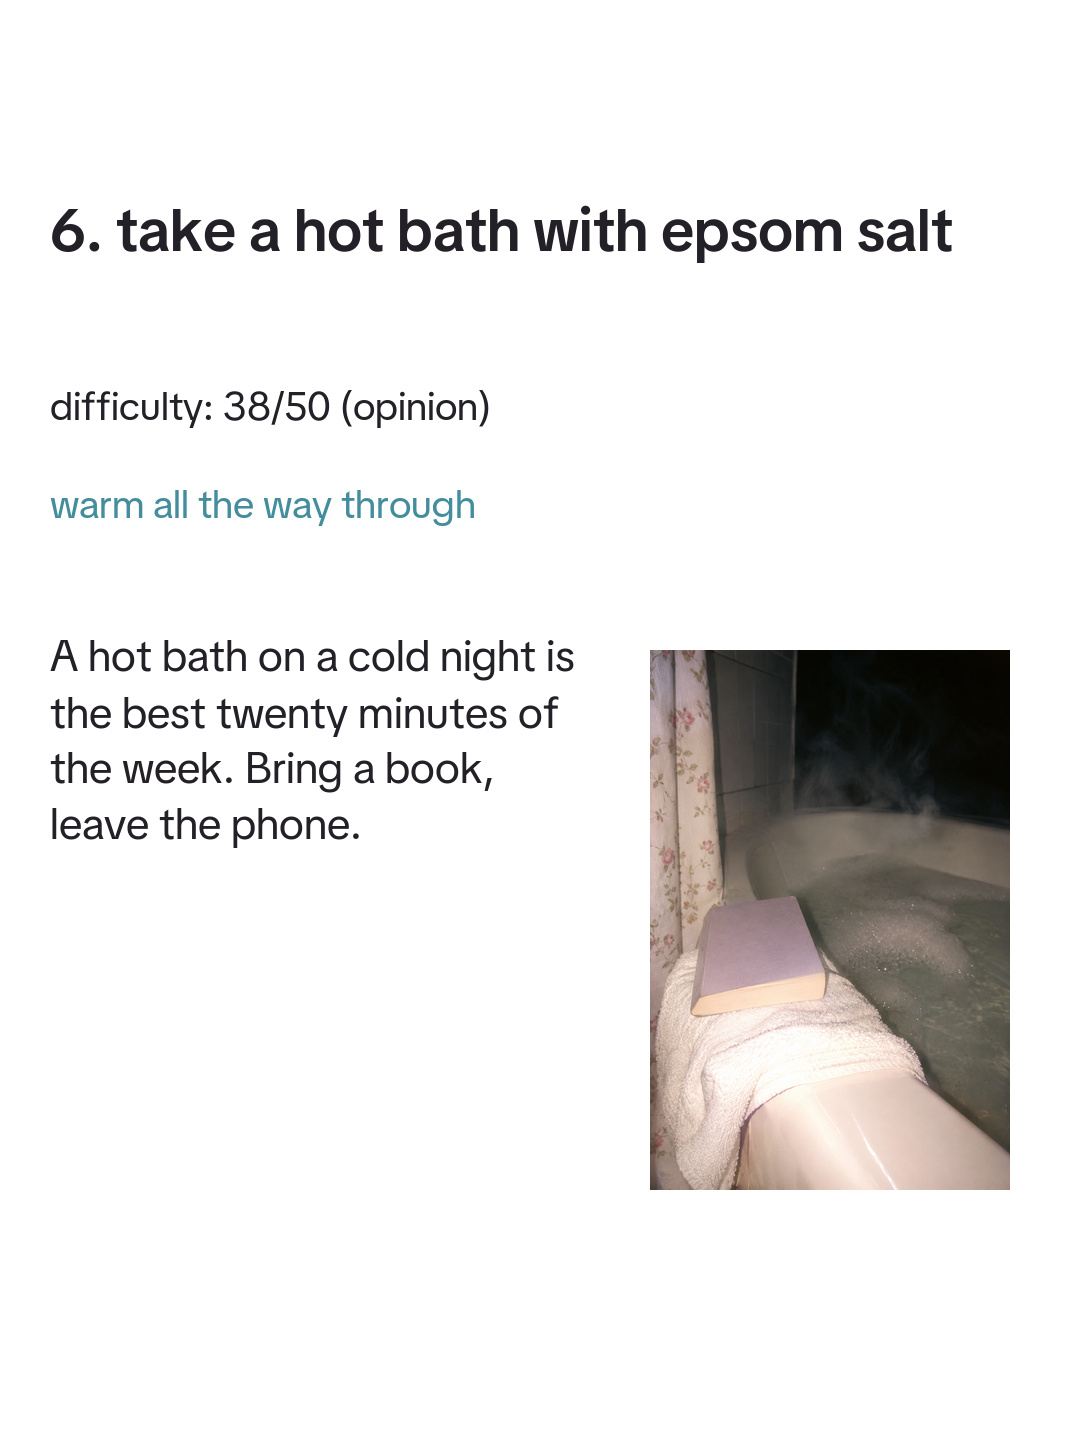 6. take a hot bath with epsom salt
difficulty: 38/50 (opinion)
warm all the way through
A hot bath on a cold night is
the best twenty minutes of
the week. Bring a book,
leave the phone.